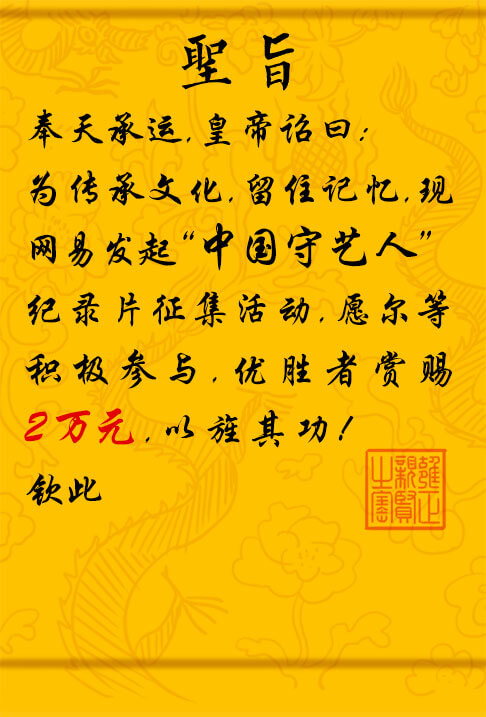 聖旨
奉天承运,皇帝诏曰:
为传承文化,留住记忆,现
网易发起“中国守艺人”
纪录片征集活动,愿尔等
积极参与,优胜者赏赐
2万元,以旌其功!
钦此
雍正
親賢
之寳